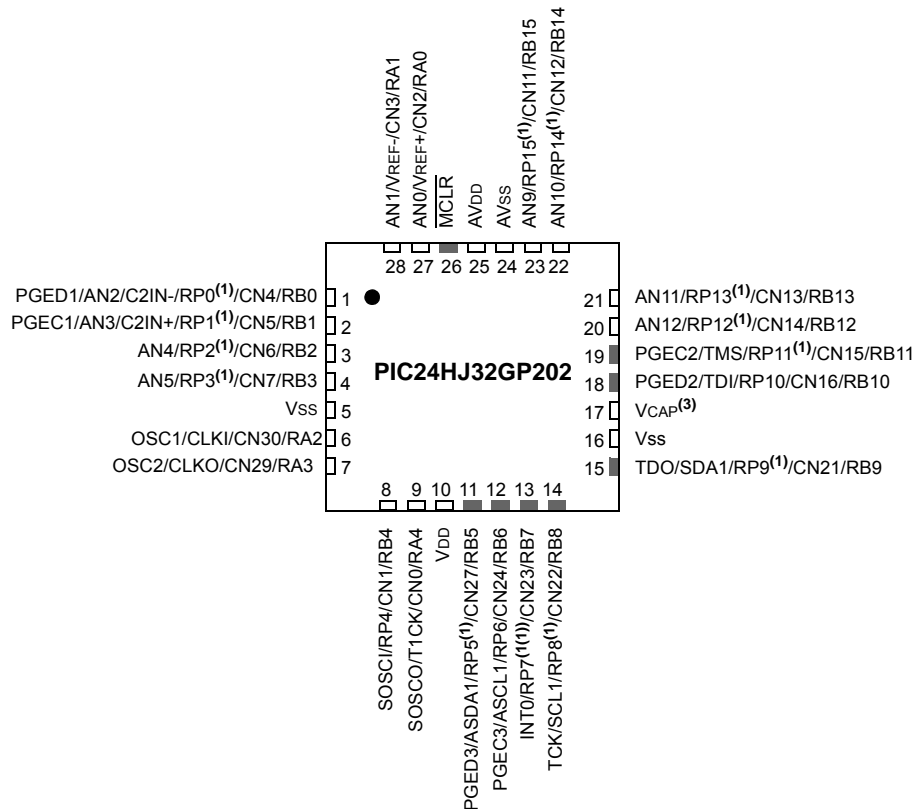 AN1/VREF-/CN3/RA1
AN0/VREF+/CN2/RA0
MCLR
AVDD
AVSS
AN9/RP15(1)/CN11/RB15
AN10/RP14(1)/CN12/RB14
28 27 26 25 24 23 22
PGED1/AN2/C2IN-/RP0(1)/CN4/RB0 1
PGEC1/AN3/C2IN+/RP1(1)/CN5/RB1 2
AN4/RP2(1)/CN6/RB2 3
AN5/RP3(1)/CN7/RB3 4
VSS 5
OSC1/CLKI/CN30/RA2 6
OSC2/CLKO/CN29/RA3 7
PIC24HJ32GP202
21 AN11/RP13(1)/CN13/RB13
20 AN12/RP12(1)/CN14/RB12
19 PGEC2/TMS/RP11(1)/CN15/RB11
18 PGED2/TDI/RP10/CN16/RB10
17 VCAP(3)
16 Vss
15 TDO/SDA1/RP9(1)/CN21/RB9
8 9 10 11 12 13 14
SOSCI/RP4/CN1/RB4
SOSCO/T1CK/CN0/RA4
VDD
PGED3/ASDA1/RP5(1)/CN27/RB5
PGEC3/ASCL1/RP6/CN24/RB6
INT0/RP7(1(1))/CN23/RB7
TCK/SCL1/RP8(1)/CN22/RB8